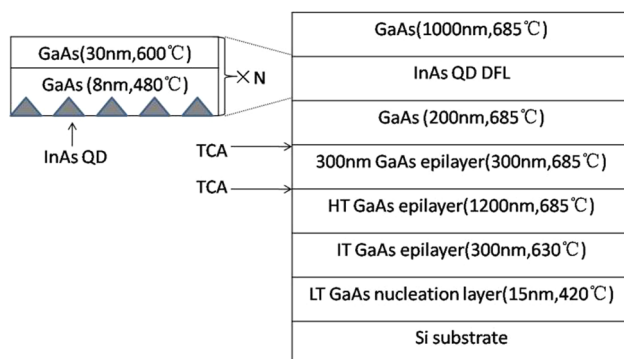 GaAs(30nm,600℃)
GaAs (8nm,480℃)
×N
InAs QD
TCA
TCA
GaAs(1000nm,685℃)
InAs QD DFL
GaAs (200nm,685℃)
300nm GaAs epilayer(300nm,685℃)
HT GaAs epilayer(1200nm,685℃)
IT GaAs epilayer(300nm,630℃)
LT GaAs nucleation layer(15nm,420℃)
Si substrate